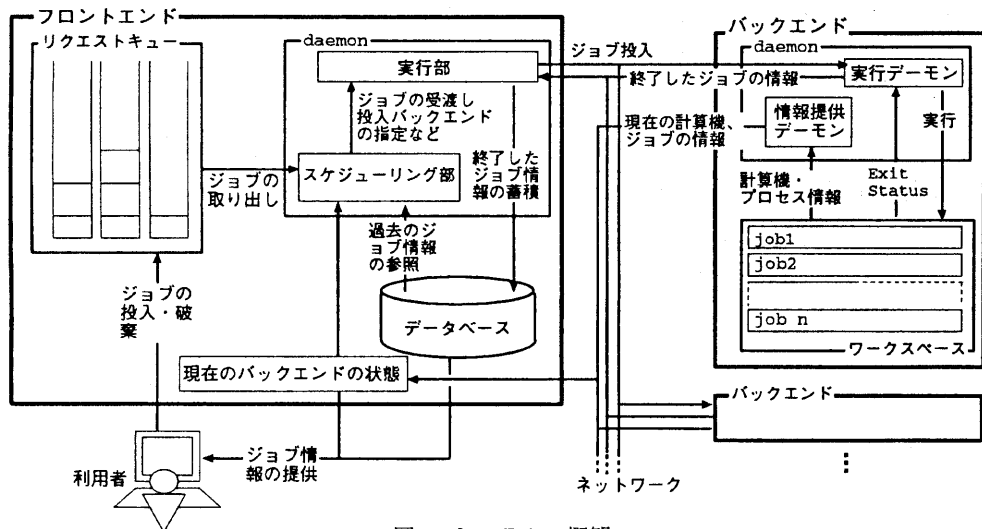 フロントエンド
リクエストキュー
daemon
実行部
ジョブの受渡し
投入バックエンド
の指定など
スケジューリング部
ジョブの
取り出し
終了した
ジョブ情
報の蓄積
過去のジ
ョブ情報
の参照
データベース
現在のバックエンドの状態
ジョブの
投入・破
棄
利用者
ジョブ情
報の提供
ジョブ投入
終了したジョブの情報
現在の計算機、
ジョブの情報
ネットワーク
バックエンド
daemon
実行デーモン
情報提供
デーモン
実行
計算機・
プロセス情報
Exit
Status
job1
job2
job n
ワークスペース
バックエンド